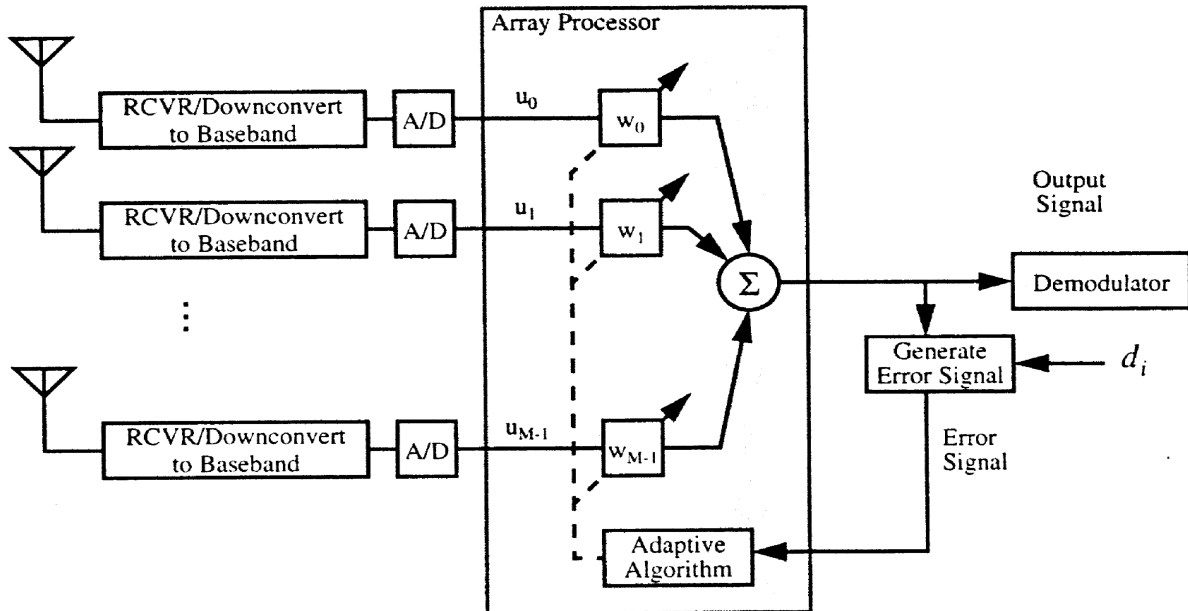 Array Processor
RCVR/Downconvert
to Baseband
A/D
u0
w0
RCVR/Downconvert
to Baseband
A/D
u1
w1
Output
Signal
Σ
Demodulator
⋮
Generate
Error Signal
di
RCVR/Downconvert
to Baseband
A/D
uM-1
wM-1
Error
Signal
Adaptive
Algorithm